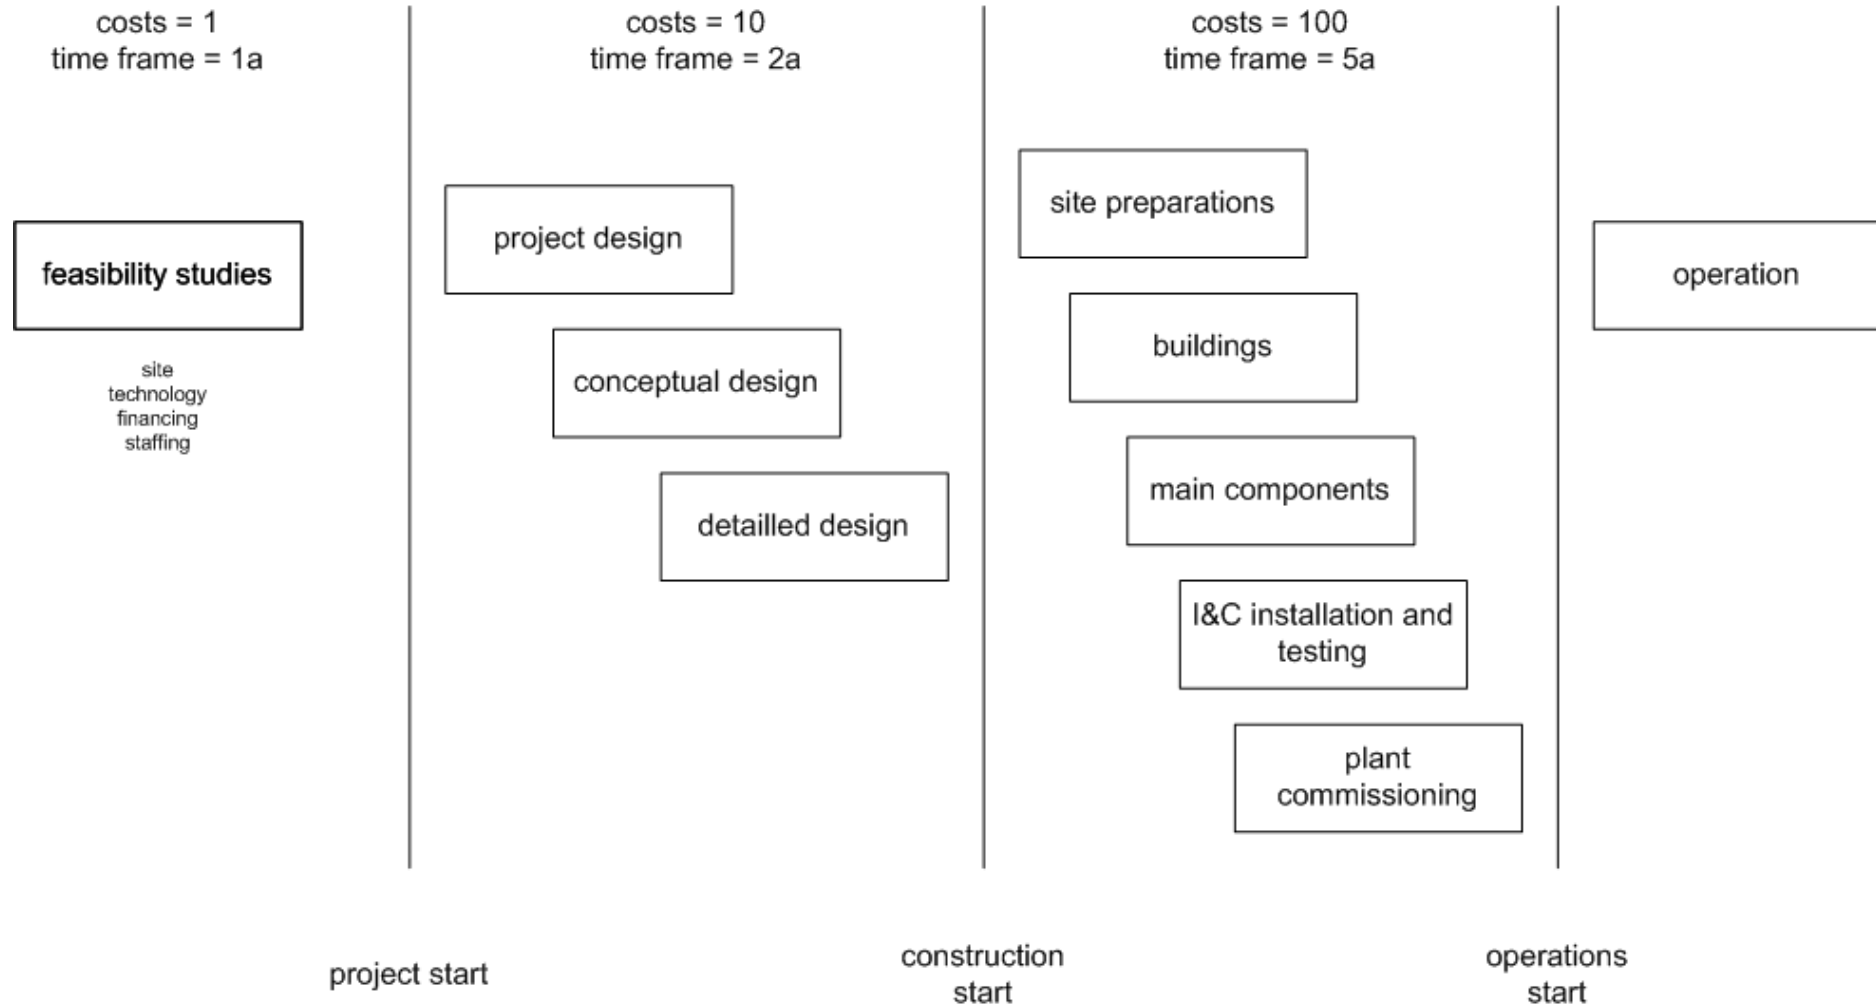 costs = 1
time frame = 1a
costs = 10
time frame = 2a
costs = 100
time frame = 5a
feasibility studies
site
technology
financing
staffing
project design
conceptual design
detailled design
site preparations
buildings
main components
I&C installation and
testing
plant
commissioning
operation
project start
construction
start
operations
start